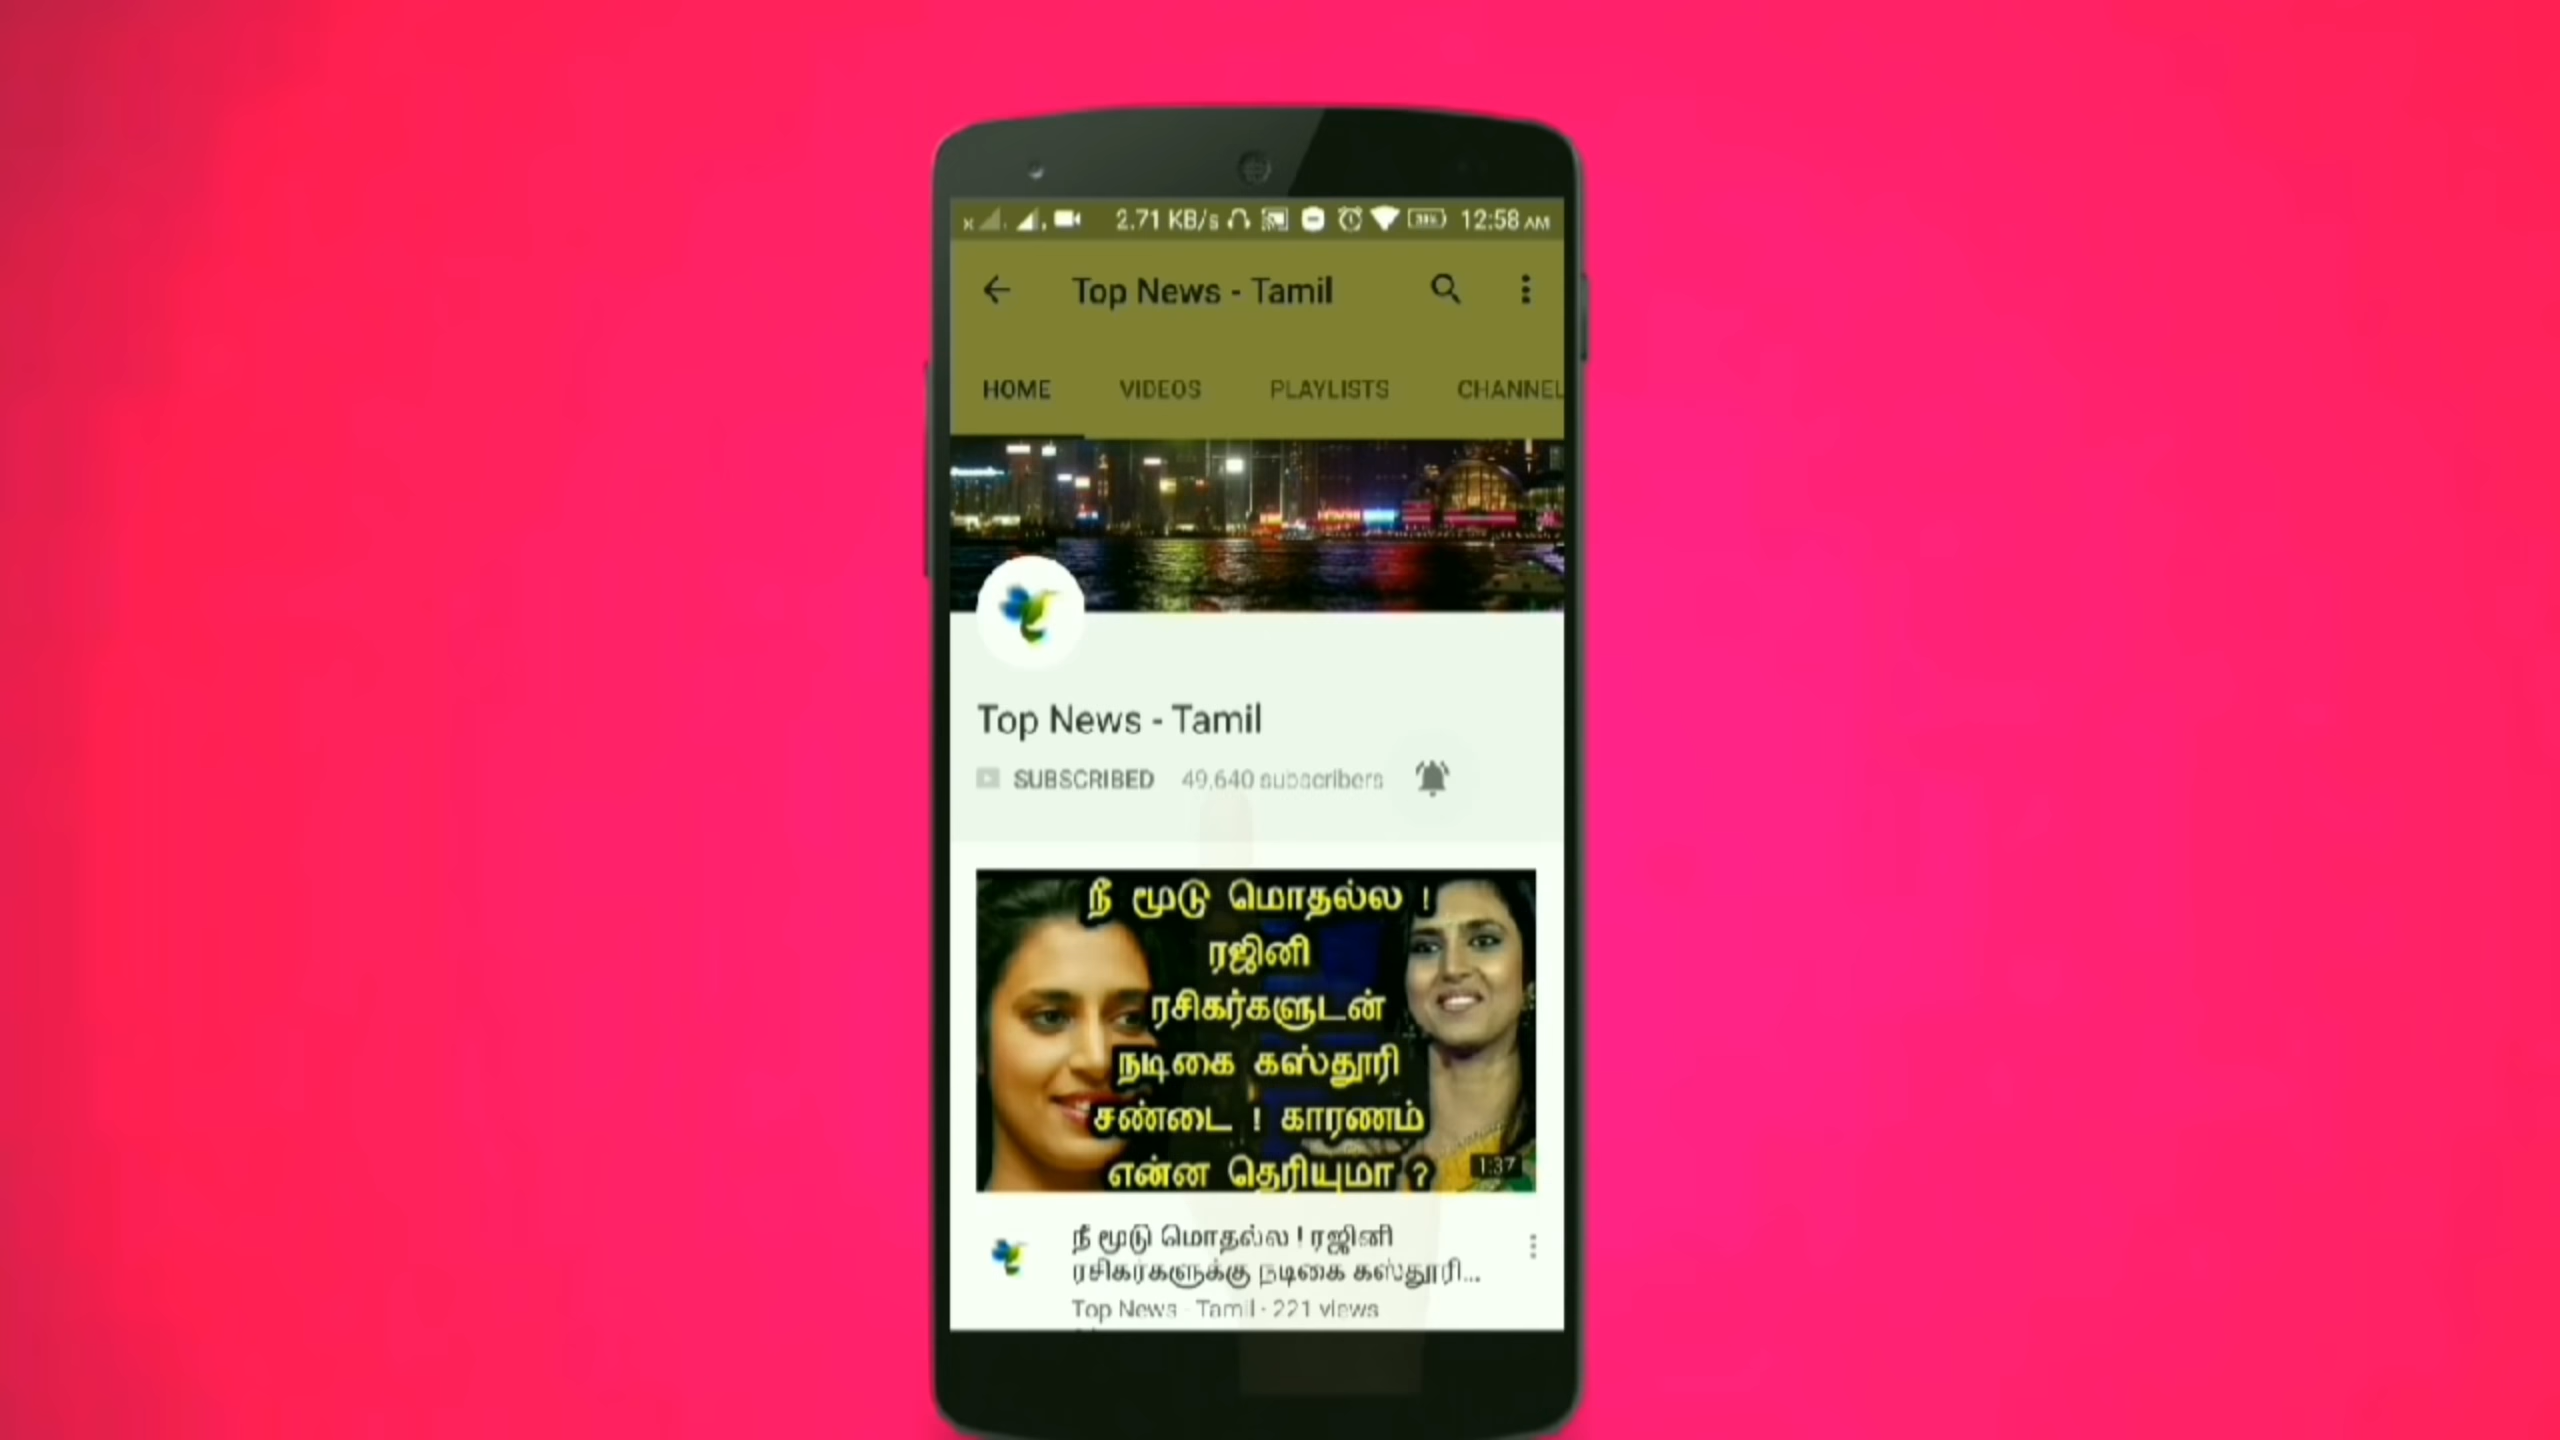 2.71 KB/s 12:58 AM
Top News - Tamil
HOME VIDEOS PLAYLISTS CHANNEL
Top News - Tamil
SUBSCRIBED 49,640 subscribers
நீ மூடு மொதல்ல !
ரஜினி
ரசிகர்களுடன்
நடிகை கஸ்தூரி
சண்டை ! காரணம்
என்ன தெரியுமா ?
1:37
நீ மூடு மொதல்ல ! ரஜினி
ரசிகர்களுக்கு நடிகை கஸ்தூரி...
Top News - Tamil - 221 views